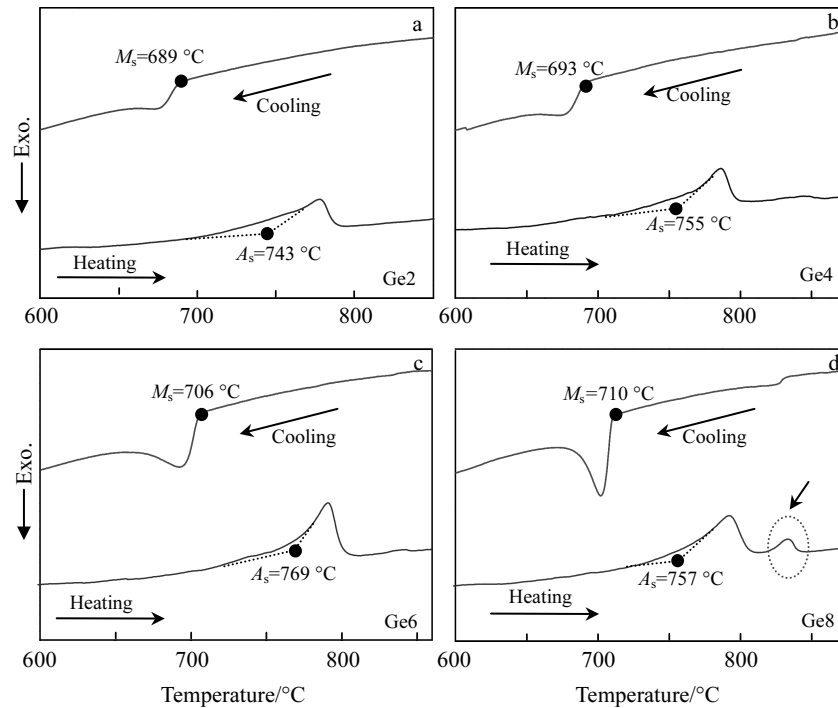 a
Ms=689 °C
Cooling
Exo.
As=743 °C
Heating
Ge2
600 700 800
b
Ms=693 °C
Cooling
As=755 °C
Heating
Ge4
600 700 800
c
Ms=706 °C
Cooling
Exo.
As=769 °C
Heating
Ge6
600 700 800
Temperature/°C
d
Ms=710 °C
Cooling
As=757 °C
Heating
Ge8
600 700 800
Temperature/°C